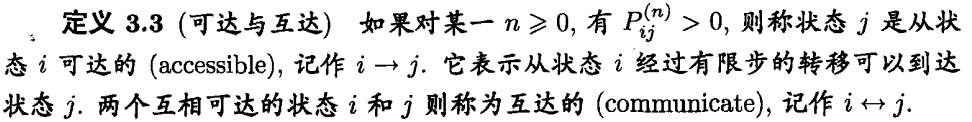 定义 3.3 (可达与互达) 如果对某一 n ⩾ 0, 有 P_{ij}^{(n)} > 0, 则称状态 j 是从状
态 i 可达的 (accessible), 记作 i → j. 它表示从状态 i 经过有限步的转移可以到达
状态 j. 两个互相可达的状态 i 和 j 则称为互达的 (communicate), 记作 i ↔ j.